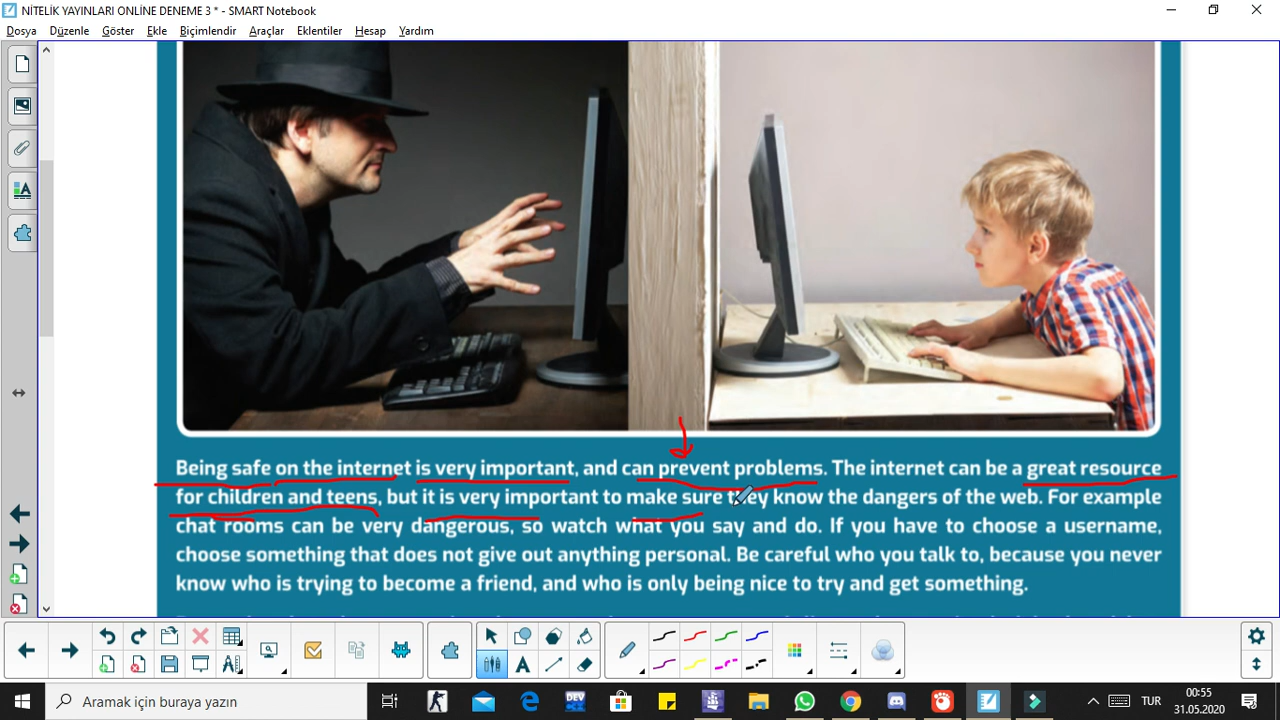 NİTELİK YAYINLARI ONLİNE DENEME 3 * - SMART Notebook
Dosya Düzenle Göster Ekle Biçimlendir Araçlar Eklentiler Hesap Yardım
Being safe on the internet is very important, and can prevent problems. The internet can be a great resource
for children and teens, but it is very important to make sure they know the dangers of the web. For example
chat rooms can be very dangerous, so watch what you say and do. If you have to choose a username,
choose something that does not give out anything personal. Be careful who you talk to, because you never
know who is trying to become a friend, and who is only being nice to try and get something.
Aramak için buraya yazın
TUR
00:55
31.05.2020